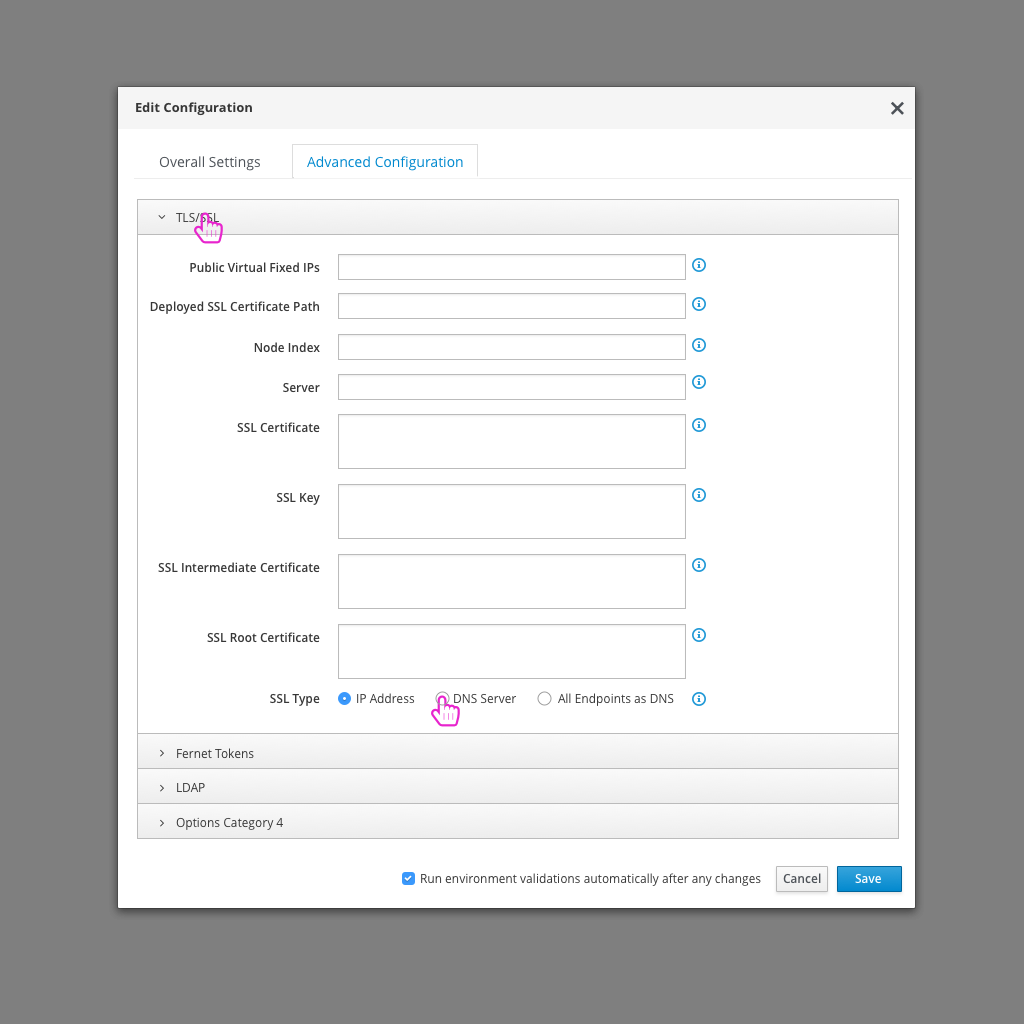 Edit Configuration
Overall Settings
Advanced Configuration
TLS/SSL
Public Virtual Fixed IPs
Deployed SSL Certificate Path
Node Index
Server
SSL Certificate
SSL Key
SSL Intermediate Certificate
SSL Root Certificate
SSL Type IP Address DNS Server All Endpoints as DNS
Fernet Tokens
LDAP
Options Category 4
Run environment validations automatically after any changes Cancel Save